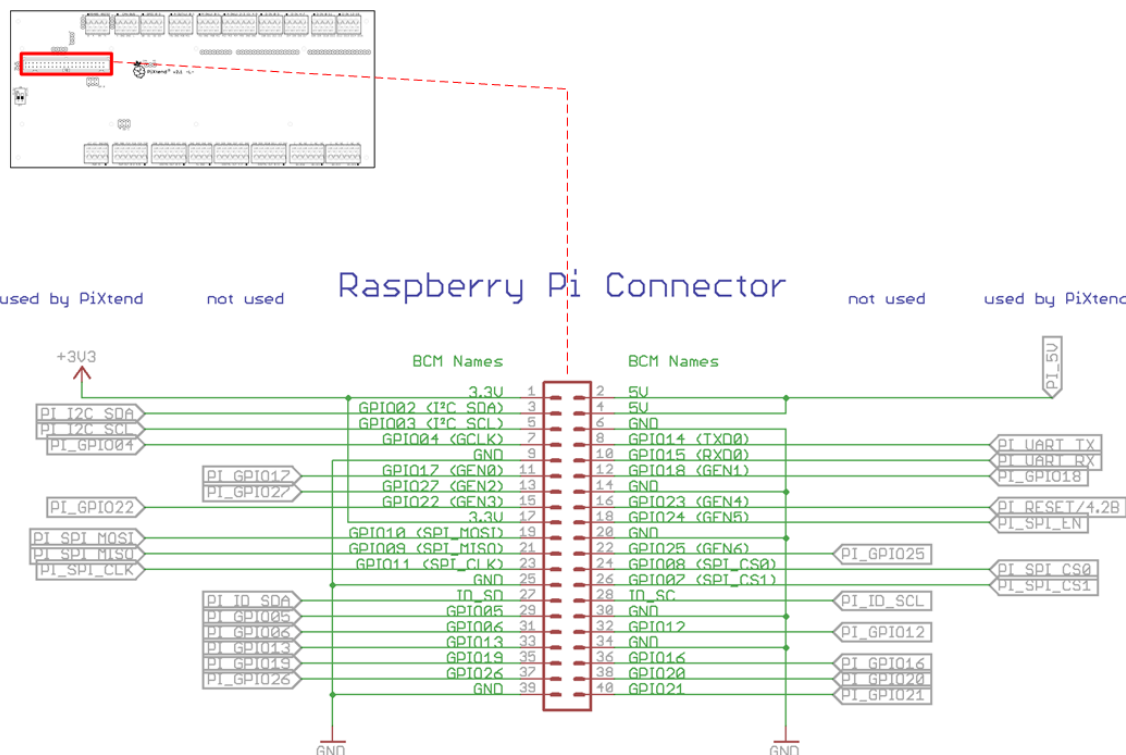 PiXtend®
Raspberry Pi Connector
used by PiXtend
not used
not used
used by PiXtend
+3V3
BCM Names
BCM Names
PI_5V
3.3V 1 2 5V
PI_I2C_SDA GPIO02 (I²C_SDA) 3 4 5V
PI_I2C_SCL GPIO03 (I²C_SCL) 5 6 GND
PI_GPIO04 GPIO04 (GCLK) 7 8 GPIO14 (TXD0) PI_UART_TX
GND 9 10 GPIO15 (RXD0) PI_UART_RX
PI_GPIO17 GPIO17 (GEN0) 11 12 GPIO18 (GEN1) PI_GPIO18
PI_GPIO27 GPIO27 (GEN2) 13 14 GND
PI_GPIO22 GPIO22 (GEN3) 15 16 GPIO23 (GEN4) PI_RESET/4.2B
3.3V 17 18 GPIO24 (GEN5) PI_SPI_EN
PI_SPI_MOSI GPIO10 (SPI_MOSI) 19 20 GND
PI_SPI_MISO GPIO09 (SPI_MISO) 21 22 GPIO25 (GEN6) PI_GPIO25
PI_SPI_CLK GPIO11 (SPI_CLK) 23 24 GPIO08 (SPI_CS0) PI_SPI_CS0
GND 25 26 GPIO07 (SPI_CS1) PI_SPI_CS1
PI_ID_SDA ID_SD 27 28 ID_SC PI_ID_SCL
PI_GPIO05 GPIO05 29 30 GND
PI_GPIO06 GPIO06 31 32 GPIO12 PI_GPIO12
PI_GPIO13 GPIO13 33 34 GND
PI_GPIO19 GPIO19 35 36 GPIO16 PI_GPIO16
PI_GPIO26 GPIO26 37 38 GPIO20 PI_GPIO20
GND 39 40 GPIO21 PI_GPIO21
GND
GND